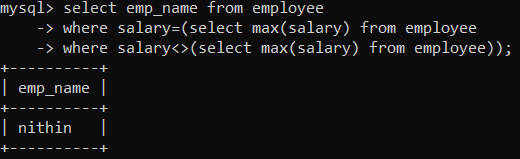 mysql> select emp_name from employee
    -> where salary=(select max(salary) from employee
    -> where salary<>(select max(salary) from employee));
+----------+
| emp_name |
+----------+
| nithin   |
+----------+